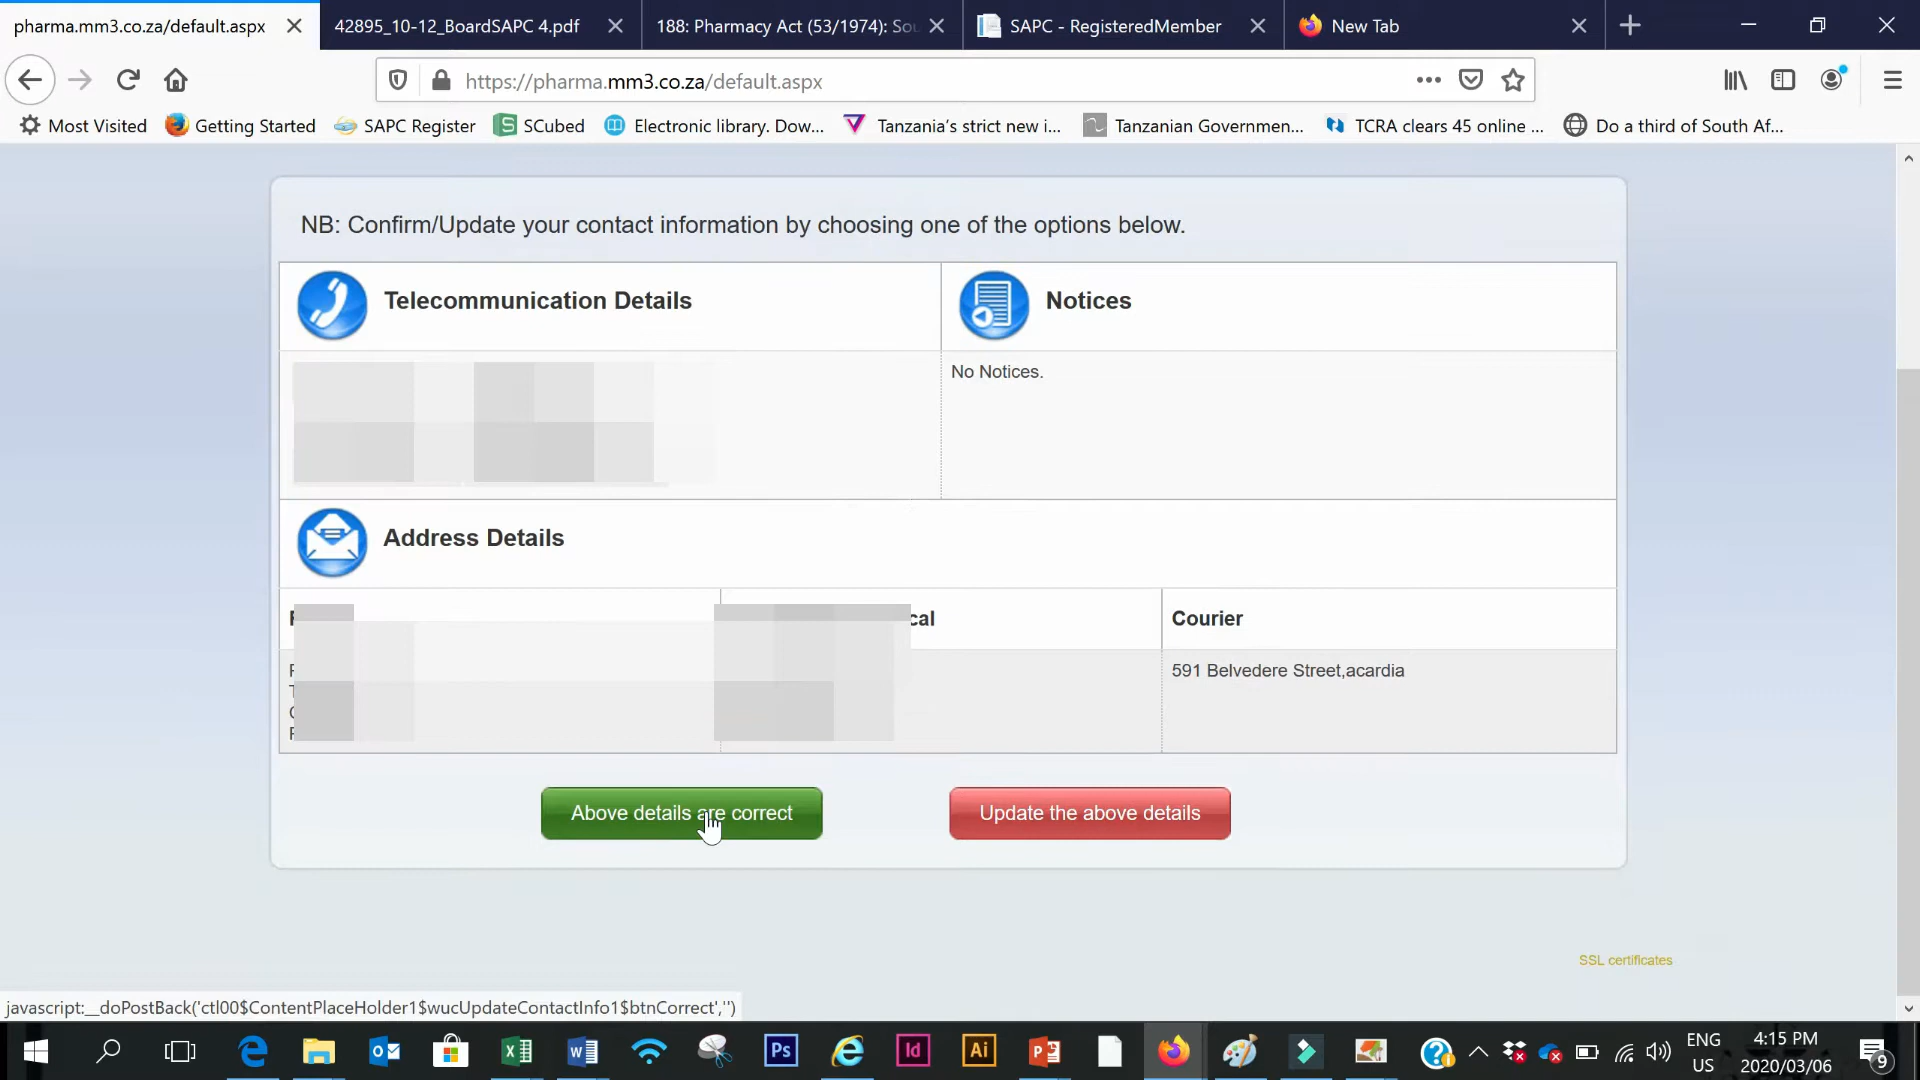 pharma.mm3.co.za/default.aspx
42895_10-12_BoardSAPC 4.pdf
188: Pharmacy Act (53/1974): Sou
SAPC - RegisteredMember
New Tab
https://pharma.mm3.co.za/default.aspx
Most Visited
Getting Started
SAPC Register
SCubed
Electronic library. Dow...
Tanzania's strict new i...
Tanzanian Governmen...
TCRA clears 45 online ...
Do a third of South Af...
NB: Confirm/Update your contact information by choosing one of the options below.
Telecommunication Details
Notices
No Notices.
Address Details
cal
Courier
591 Belvedere Street,acardia
Above details are correct
Update the above details
SSL certificates
javascript:__doPostBack('ctl00$ContentPlaceHolder1$wucUpdateContactInfo1$btnCorrect','')
Ps
Id
Ai
ENG
US
4:15 PM
2020/03/06
9